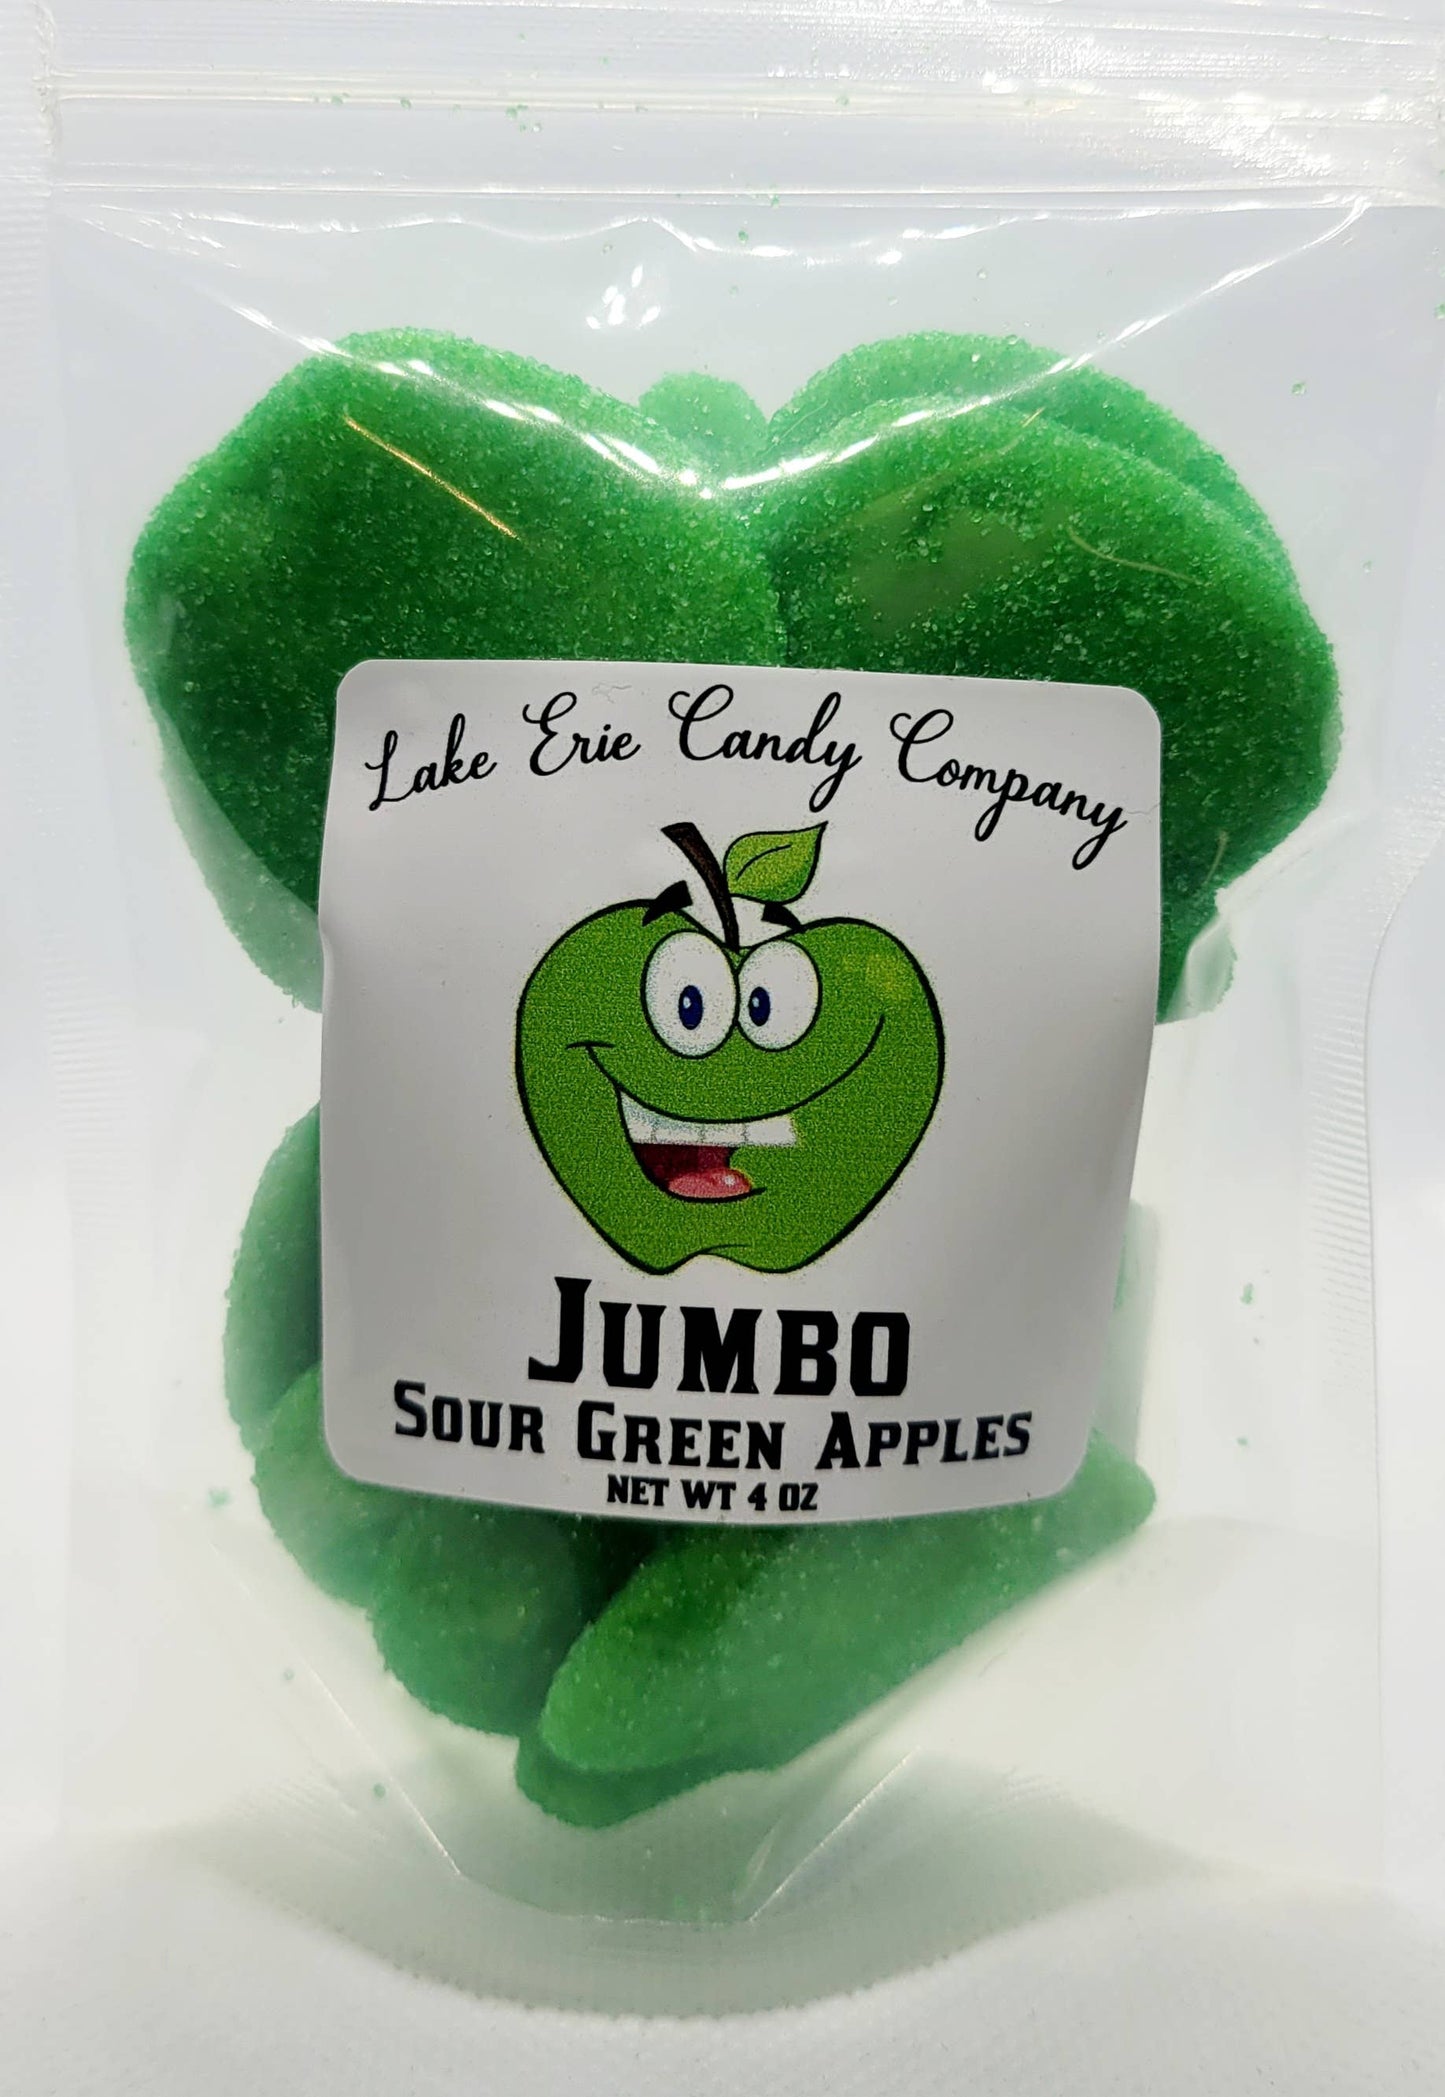 Lake Erie Candy Company
JUMBO
SOUR GREEN APPLES
NET WT 4 OZ